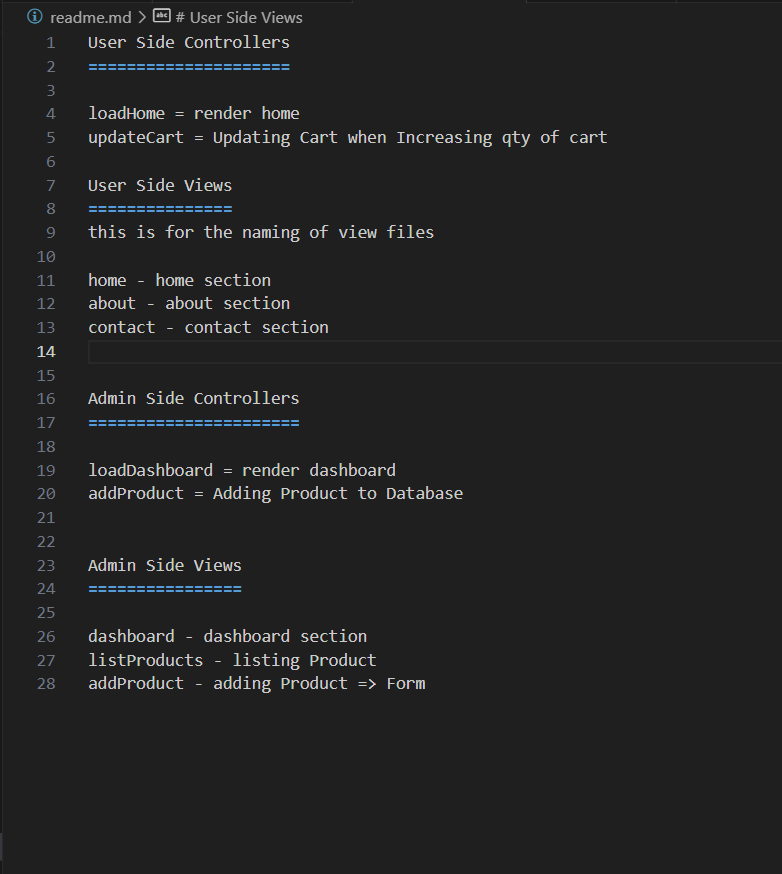 readme.md > abc # User Side Views
1 User Side Controllers
2 =====================
3
4 loadHome = render home
5 updateCart = Updating Cart when Increasing qty of cart
6
7 User Side Views
8 ===============
9 this is for the naming of view files
10
11 home - home section
12 about - about section
13 contact - contact section
14
15
16 Admin Side Controllers
17 ======================
18
19 loadDashboard = render dashboard
20 addProduct = Adding Product to Database
21
22
23 Admin Side Views
24 ================
25
26 dashboard - dashboard section
27 listProducts - listing Product
28 addProduct - adding Product => Form